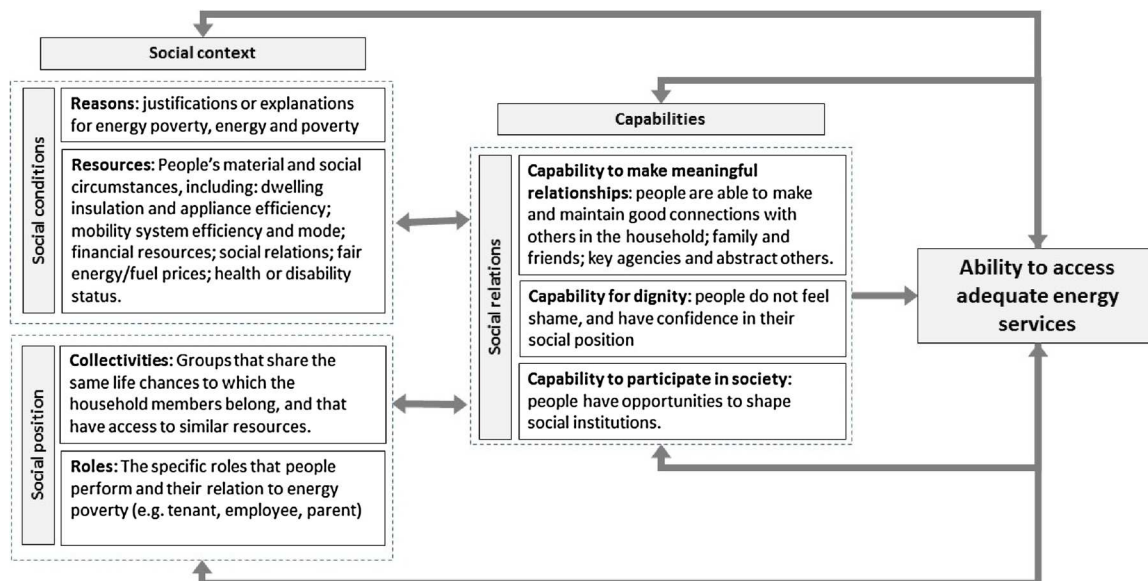 Social context
Social conditions
Reasons: justifications or explanations
for energy poverty, energy and poverty
Resources: People's material and social
circumstances, including: dwelling
insulation and appliance efficiency;
mobility system efficiency and mode;
financial resources; social relations; fair
energy/fuel prices; health or disability
status.
Social position
Collectivities: Groups that share the
same life chances to which the
household members belong, and that
have access to similar resources.
Roles: The specific roles that people
perform and their relation to energy
poverty (e.g. tenant, employee, parent)
Capabilities
Social relations
Capability to make meaningful
relationships: people are able to make
and maintain good connections with
others in the household; family and
friends; key agencies and abstract others.
Capability for dignity: people do not feel
shame, and have confidence in their
social position
Capability to participate in society:
people have opportunities to shape
social institutions.
Ability to access
adequate energy
services